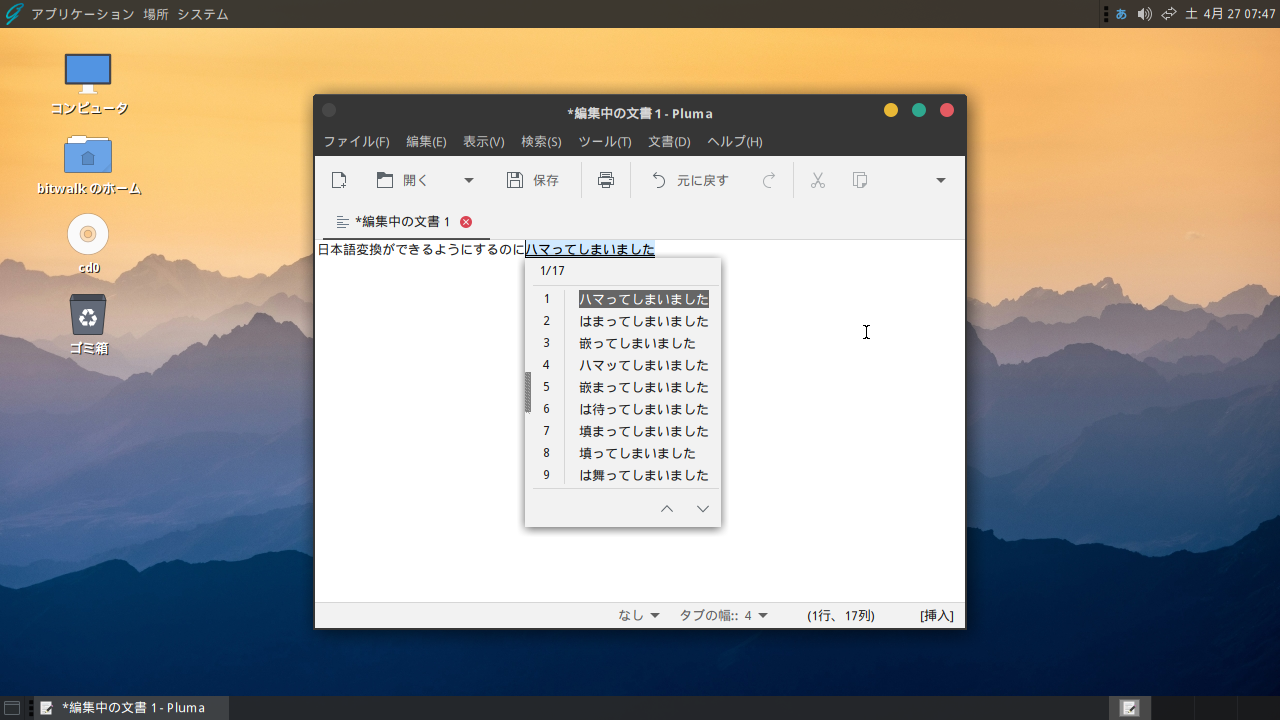 アプリケーション 場所 システム
あ 土 4月 27 07:47
コンピュータ
bitwalk のホーム
cd0
ゴミ箱
*編集中の文書 1 - Pluma
ファイル(F) 編集(E) 表示(V) 検索(S) ツール(T) 文書(D) ヘルプ(H)
開く 保存 元に戻す
*編集中の文書 1
日本語変換ができるようにするのにハマってしまいました
1/17
1 ハマってしまいました
2 はまってしまいました
3 嵌ってしまいました
4 ハマッてしまいました
5 嵌まってしまいました
6 は待ってしまいました
7 填まってしまいました
8 填ってしまいました
9 は舞ってしまいました
なし タブの幅:: 4 (1行、17列) [挿入]
*編集中の文書 1 - Pluma